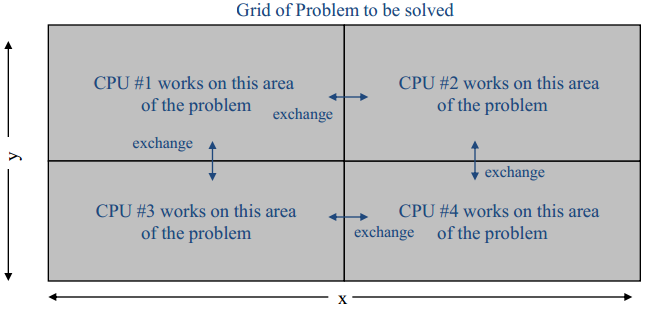 Grid of Problem to be solved
CPU #1 works on this area
of the problem
exchange
CPU #2 works on this area
of the problem
exchange
exchange
CPU #3 works on this area
of the problem
exchange
CPU #4 works on this area
of the problem
y
x